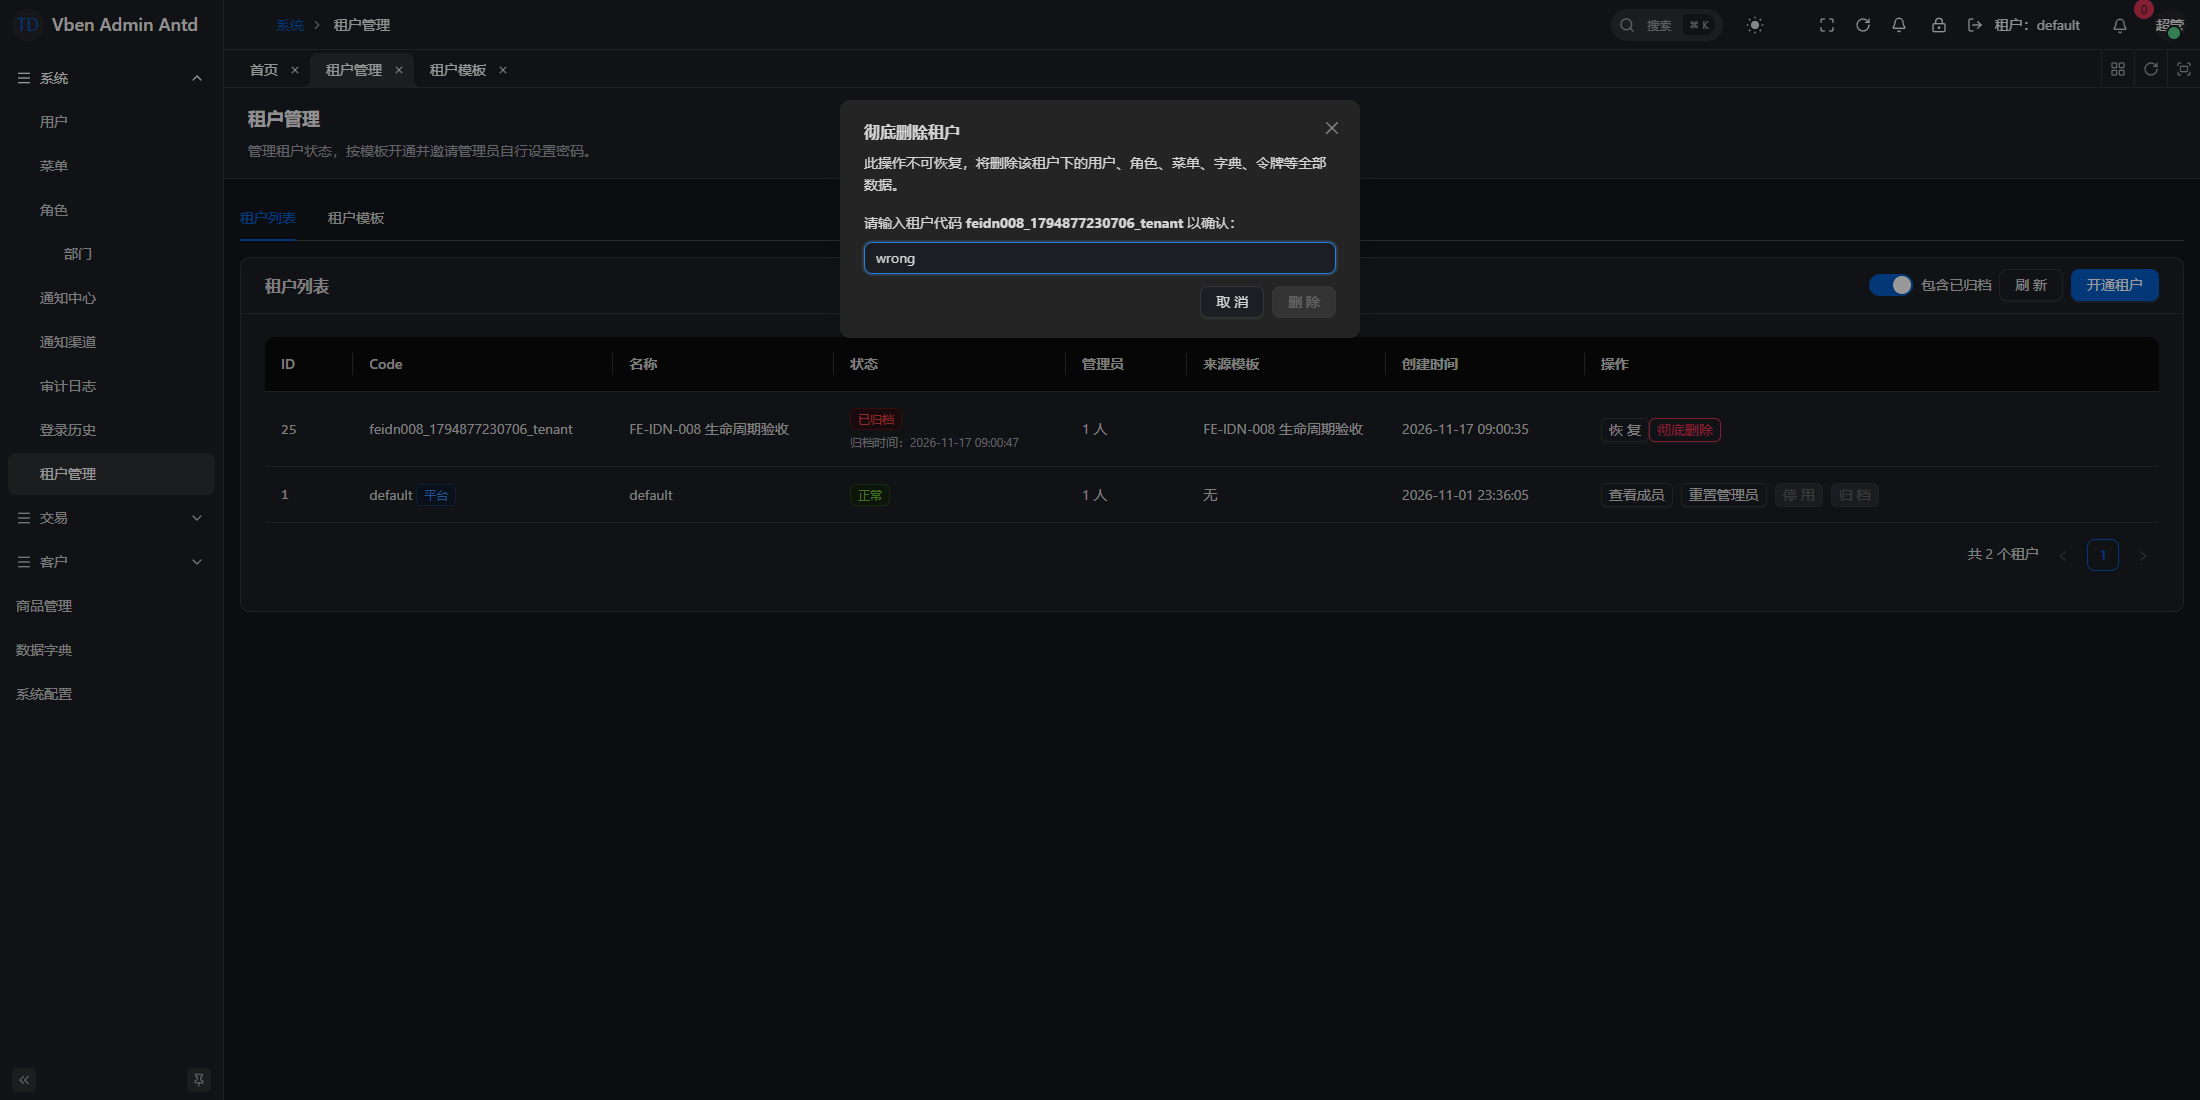 TD Vben Admin Antd
系统 > 租户管理
搜索 ⌘ K
租户：default
0
超管
首页 × 租户管理 × 租户模板 ×
系统
用户
菜单
角色
部门
通知中心
通知渠道
审计日志
登录历史
租户管理
交易
客户
商品管理
数据字典
系统配置
租户管理
管理租户状态，按模板开通并邀请管理员自行设置密码。
租户列表 租户模板
租户列表
包含已归档 刷 新 开通租户
彻底删除租户
此操作不可恢复，将删除该租户下的用户、角色、菜单、字典、令牌等全部
数据。
请输入租户代码 feidn008_1794877230706_tenant 以确认：
wrong
取 消 删 除
ID Code 名称 状态 管理员 来源模板 创建时间 操作
25 feidn008_1794877230706_tenant FE-IDN-008 生命周期验收 已归档 1 人 FE-IDN-008 生命周期验收 2026-11-17 09:00:35 恢 复 彻底删除
归档时间：2026-11-17 09:00:47
1 default 平台 default 正常 1 人 无 2026-11-01 23:36:05 查看成员 重置管理员 停 用 归 档
共 2 个租户 < 1 >